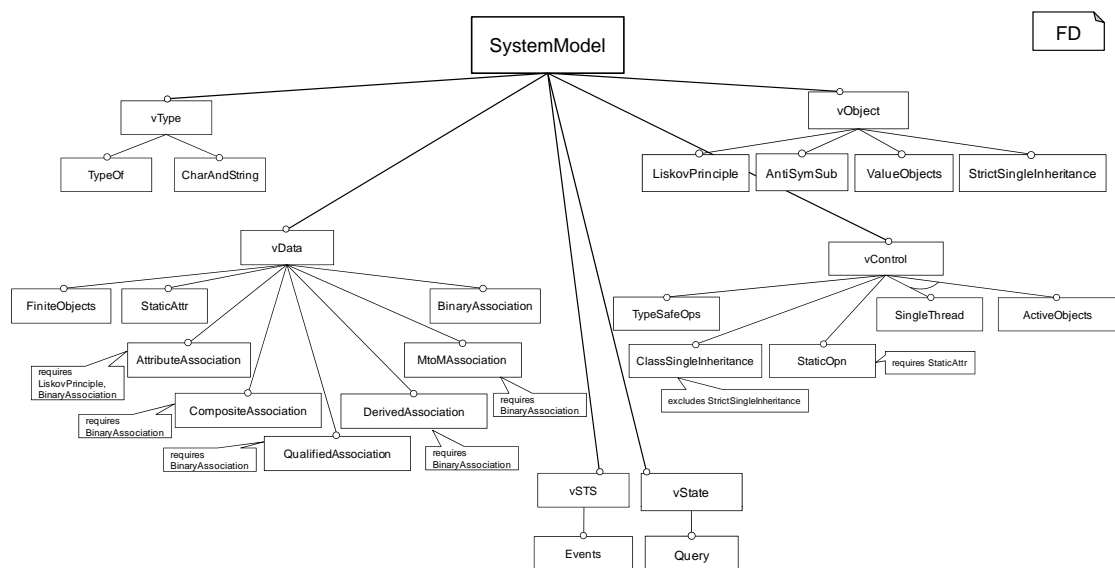 SystemModel
FD
vType
vObject
TypeOf
CharAndString
LiskovPrinciple
AntiSymSub
ValueObjects
StrictSingleInheritance
vData
vControl
FiniteObjects
StaticAttr
BinaryAssociation
TypeSafeOps
SingleThread
ActiveObjects
AttributeAssociation
MtoMAssociation
ClassSingleInheritance
StaticOpn
requires StaticAttr
requires
LiskovPrinciple,
BinaryAssociation
requires
BinaryAssociation
excludes StrictSingleInheritance
CompositeAssociation
DerivedAssociation
requires
BinaryAssociation
QualifiedAssociation
requires
BinaryAssociation
requires
BinaryAssociation
vSTS
vState
Events
Query